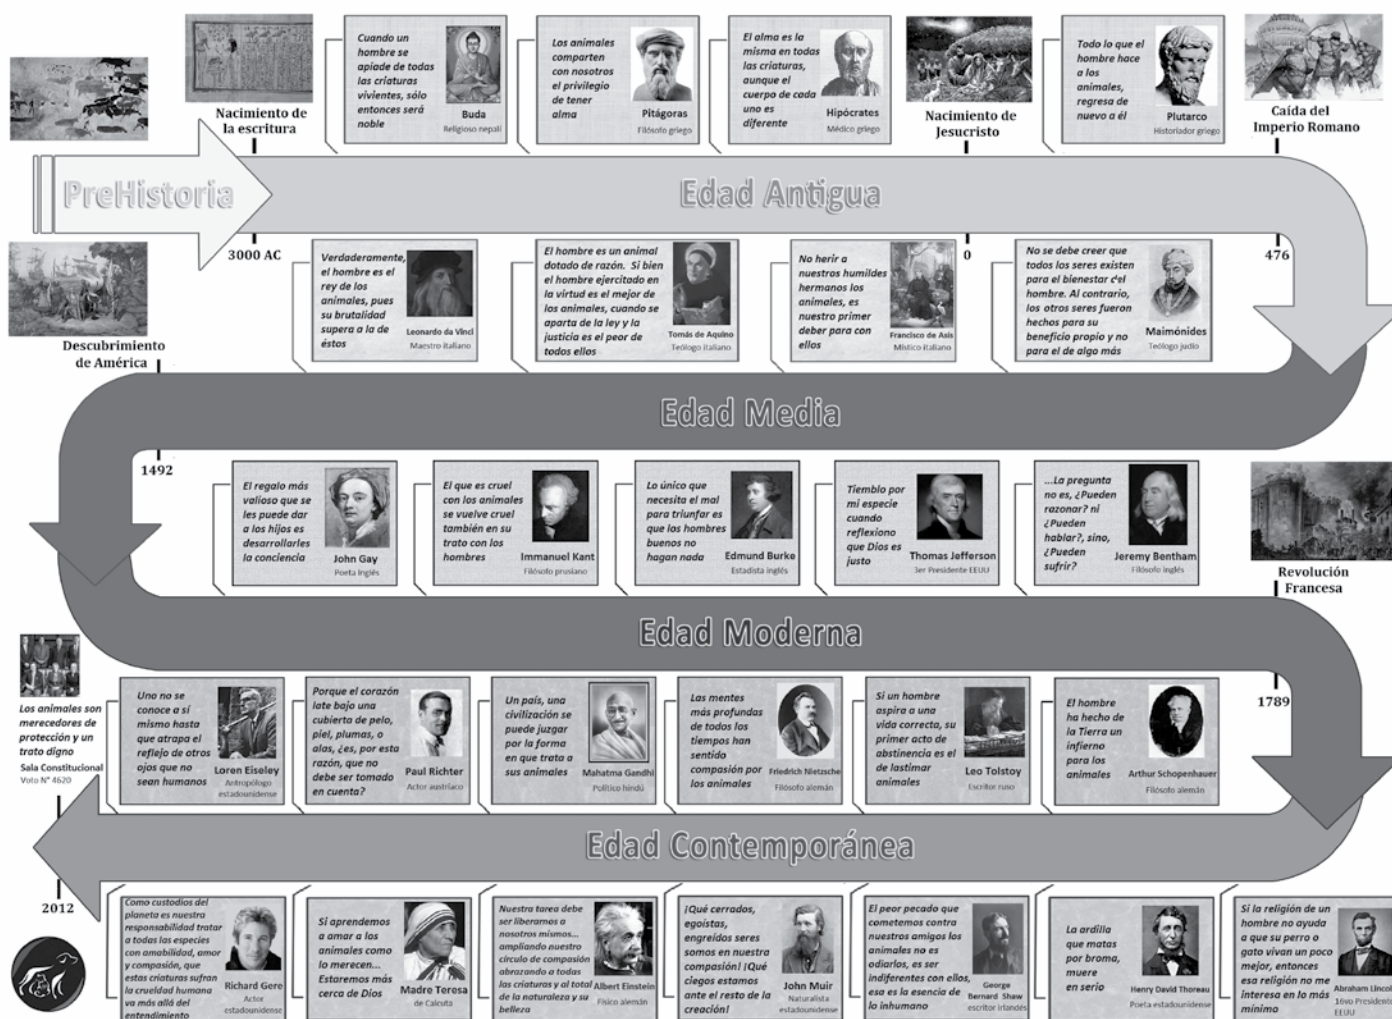 Cuando un
hombre se
apiade de todas
las criaturas
vivientes, sólo
entonces será
noble
Buda
Religioso nepalí
Los animales
comparten
con nosotros
el privilegio
de tener
alma
Pitágoras
Filósofo griego
El alma es la
misma en todas
las criaturas,
aunque el
cuerpo de cada
uno es
diferente
Hipócrates
Médico griego
Todo lo que el
hombre hace
a los
animales,
regresa de
nuevo a él
Plutarco
Historiador griego
Nacimiento de
la escritura
Nacimiento de
Jesucristo
Caída del
Imperio Romano
PreHistoria
Edad Antigua
3000 AC
0
476
Descubrimiento
de América
Verdaderamente,
el hombre es el
rey de los
animales, pues
su brutalidad
supera a la de
éstos
Leonardo da Vinci
Maestro italiano
El hombre es un animal
dotado de razón. Si bien
el hombre ejercitado en
la virtud es el mejor de
los animales, cuando se
aparta de la ley y la
justicia es el peor de
todos ellos
Tomás de Aquino
Teólogo italiano
No herir a
nuestros humildes
hermanos los
animales, es
nuestro primer
deber para con
ellos
Francisco de Asís
Místico italiano
No se debe creer que
todos los seres existen
para el bienestar del
hombre. Al contrario,
los otros seres fueron
hechos para su
beneficio propio y no
para el de algo más
Maimónides
Teólogo judío
Edad Media
1492
El regalo más
valioso que se
les puede dar
a los hijos es
desarrollarles
la conciencia
John Gay
Poeta Inglés
El que es cruel
con los animales
se vuelve cruel
también en su
trato con los
hombres
Immanuel Kant
Filósofo prusiano
Lo único que
necesita el mal
para triunfar es
que los hombres
buenos no
hagan nada
Edmund Burke
Estadista inglés
Tiemblo por
mi especie
cuando
reflexiono
que Dios es
justo
Thomas Jefferson
3er Presidente EEUU
...La pregunta
no es, ¿Pueden
razonar? ni
¿Pueden
hablar?, sino,
¿Pueden
sufrir?
Jeremy Bentham
Filósofo inglés
Revolución
Francesa
Edad Moderna
1789
Los animales son
merecedores de
protección y un
trato digno
Sala Constitucional
Voto N° 4620
Uno no se
conoce a sí
mismo hasta
que atrapa el
reflejo de otros
ojos que no
sean humanos
Loren Eiseley
Antropólogo
estadounidense
Porque el corazón
late bajo una
cubierta de pelo,
piel, plumas, o
alas, ¿es, por esta
razón, que no
debe ser tomado
en cuenta?
Paul Richter
Actor austríaco
Un país, una
civilización se
puede juzgar
por la forma
en que trata a
sus animales
Mahatma Gandhi
Político hindú
Las mentes
más profundas
de todos los
tiempos han
sentido
compasión por
los animales
Friedrich Nietzsche
Filósofo alemán
Si un hombre
aspira a una
vida correcta, su
primer acto de
abstinencia es el
de lastimar
animales
Leo Tolstoy
Escritor ruso
El hombre
ha hecho de
la Tierra un
infierno
para los
animales
Arthur Schopenhauer
Filósofo alemán
Edad Contemporánea
2012
Como custodios del
planeta es nuestra
responsabilidad tratar
a todas las especies
con amabilidad, amor
y compasión, que
estas criaturas sufran
la crueldad humana
va más allá del
entendimiento
Richard Gere
Actor
estadounidense
Si aprendemos
a amar a los
animales como
lo merecen...
Estaremos más
cerca de Dios
Madre Teresa
de Calcuta
Nuestra tarea debe
ser liberarnos a
nosotros mismos...
ampliando nuestro
círculo de compasión
abrazando a todas
las criaturas y al total
de la naturaleza y su
belleza
Albert Einstein
Físico alemán
¡Qué cerrados,
egoístas,
engreídos seres
somos en nuestra
compasión! ¡Qué
ciegos estamos
ante el resto de la
creación!
John Muir
Naturalista
estadounidense
El peor pecado que
cometemos contra
nuestros amigos los
animales no es
odiarlos, es ser
indiferentes con ellos,
esa es la esencia de
lo inhumano
George
Bernard Shaw
escritor irlandés
La ardilla
que matas
por broma,
muere
en serio
Henry David Thoreau
Poeta estadounidense
Si la religión de un
hombre no ayuda
a que su perro o
gato vivan un poco
mejor, entonces
esa religión no me
interesa en lo más
mínimo
Abraham Lincoln
16vo Presidente
EEUU